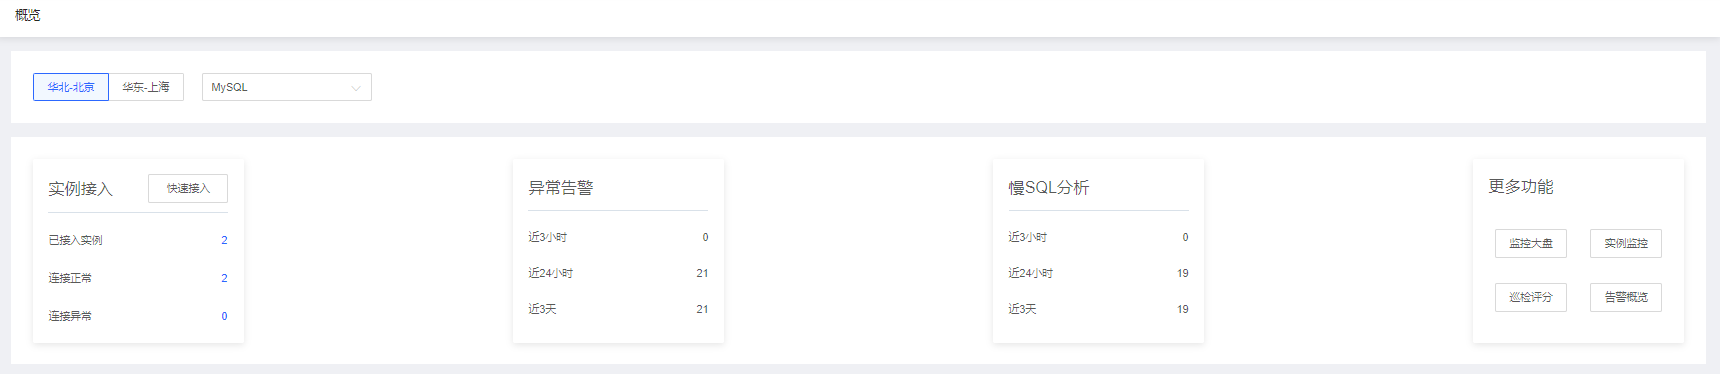 概览
华北-北京 华东-上海 MySQL
实例接入 快速接入
已接入实例 2
连接正常 2
连接异常 0
异常告警
近3小时 0
近24小时 21
近3天 21
慢SQL分析
近3小时 0
近24小时 19
近3天 19
更多功能
监控大盘 实例监控
巡检评分 告警概览